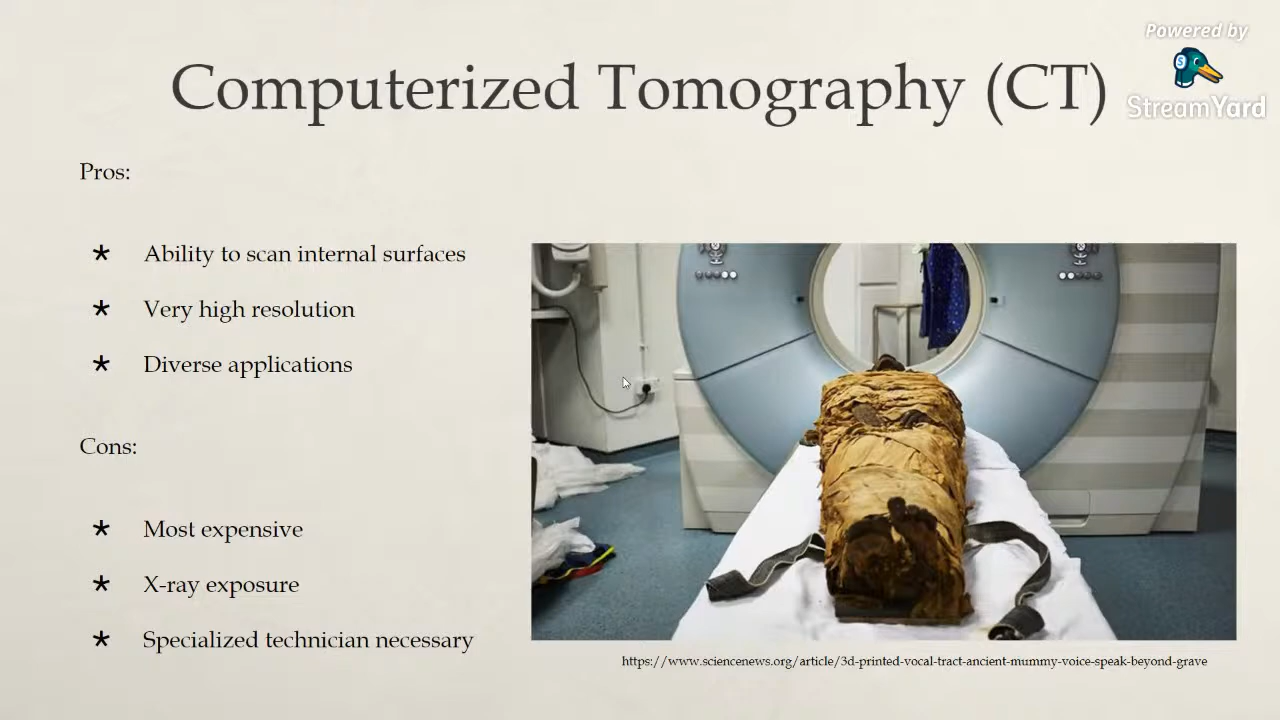 Powered by
StreamYard
Computerized Tomography (CT)
Pros:
* Ability to scan internal surfaces
* Very high resolution
* Diverse applications
Cons:
* Most expensive
* X-ray exposure
* Specialized technician necessary
https://www.sciencenews.org/article/3d-printed-vocal-tract-ancient-mummy-voice-speak-beyond-grave